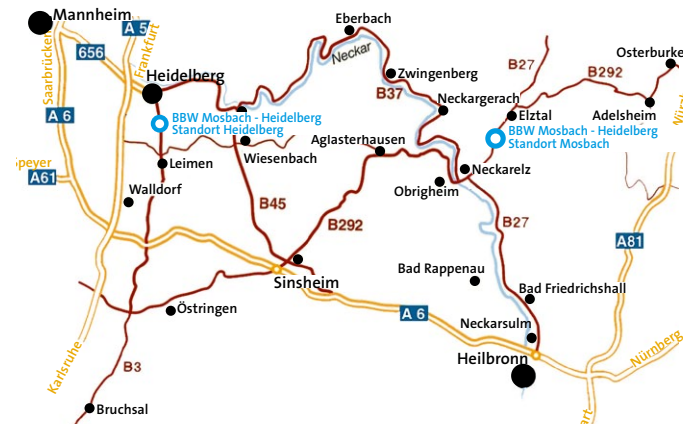 Mannheim
A 5
Frankfurt
Saarbrücken
656
Eberbach
Neckar
Zwingenberg
B27
Osterburke
B292
Heidelberg
B37
Neckargerach
Adelsheim
A 6
BBW Mosbach - Heidelberg
Standort Heidelberg
Elztal
BBW Mosbach - Heidelberg
Standort Mosbach
Aglasterhausen
Wiesenbach
Speyer
Leimen
Neckarelz
A61
Walldorf
Obrigheim
B45
B292
B27
A81
Bad Rappenau
Sinsheim
Bad Friedrichshall
Östringen
A 6
Neckarsulm
Heilbronn
Nürnberg
Karlsruhe
B3
Bruchsal
art